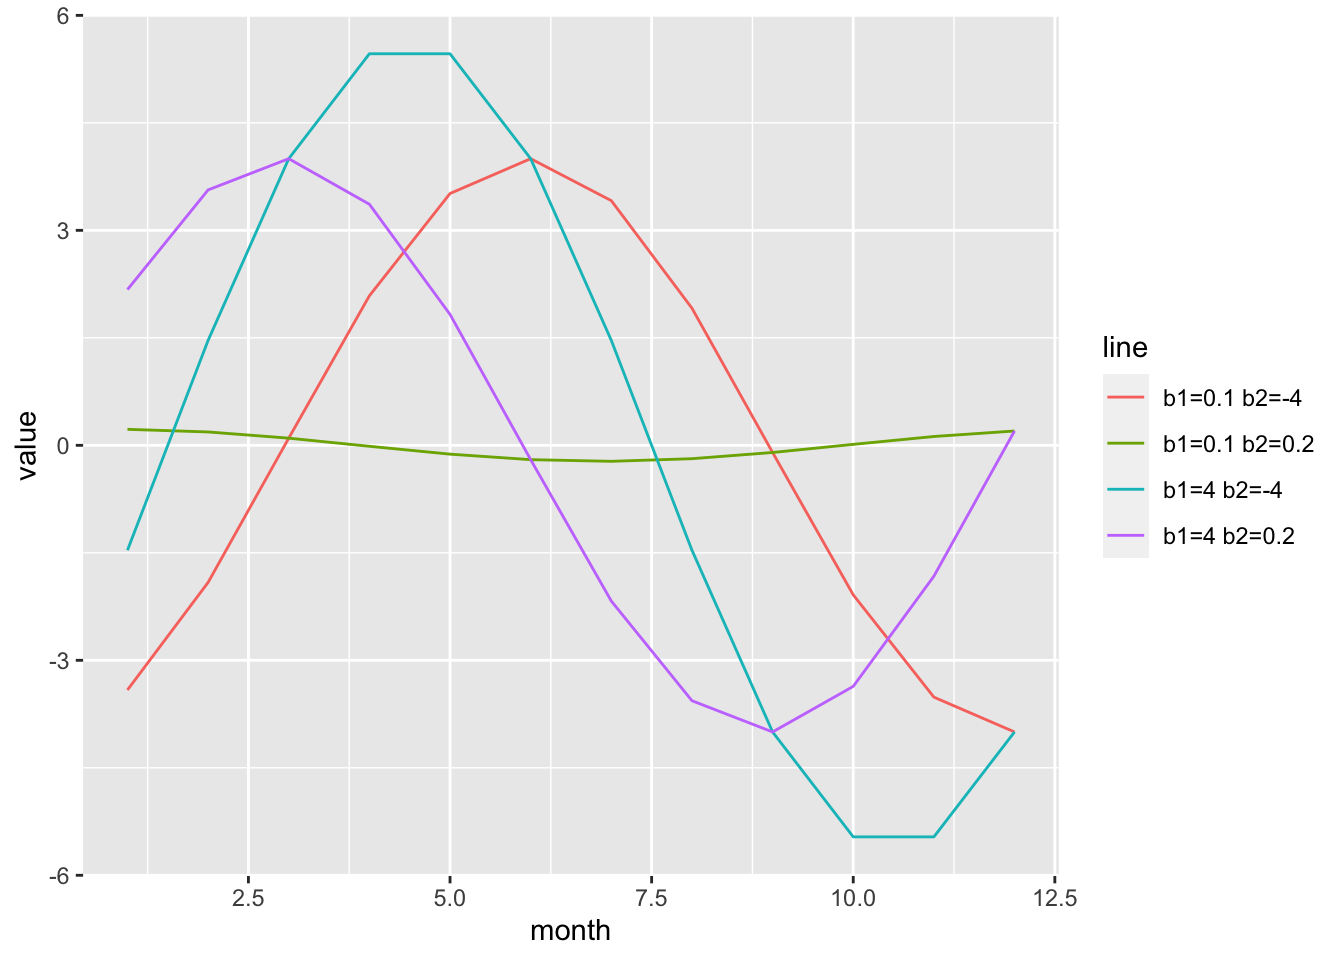 6
3
0
-3
-6
value
2.5 5.0 7.5 10.0 12.5
month
line
b1=0.1 b2=-4
b1=0.1 b2=0.2
b1=4 b2=-4
b1=4 b2=0.2